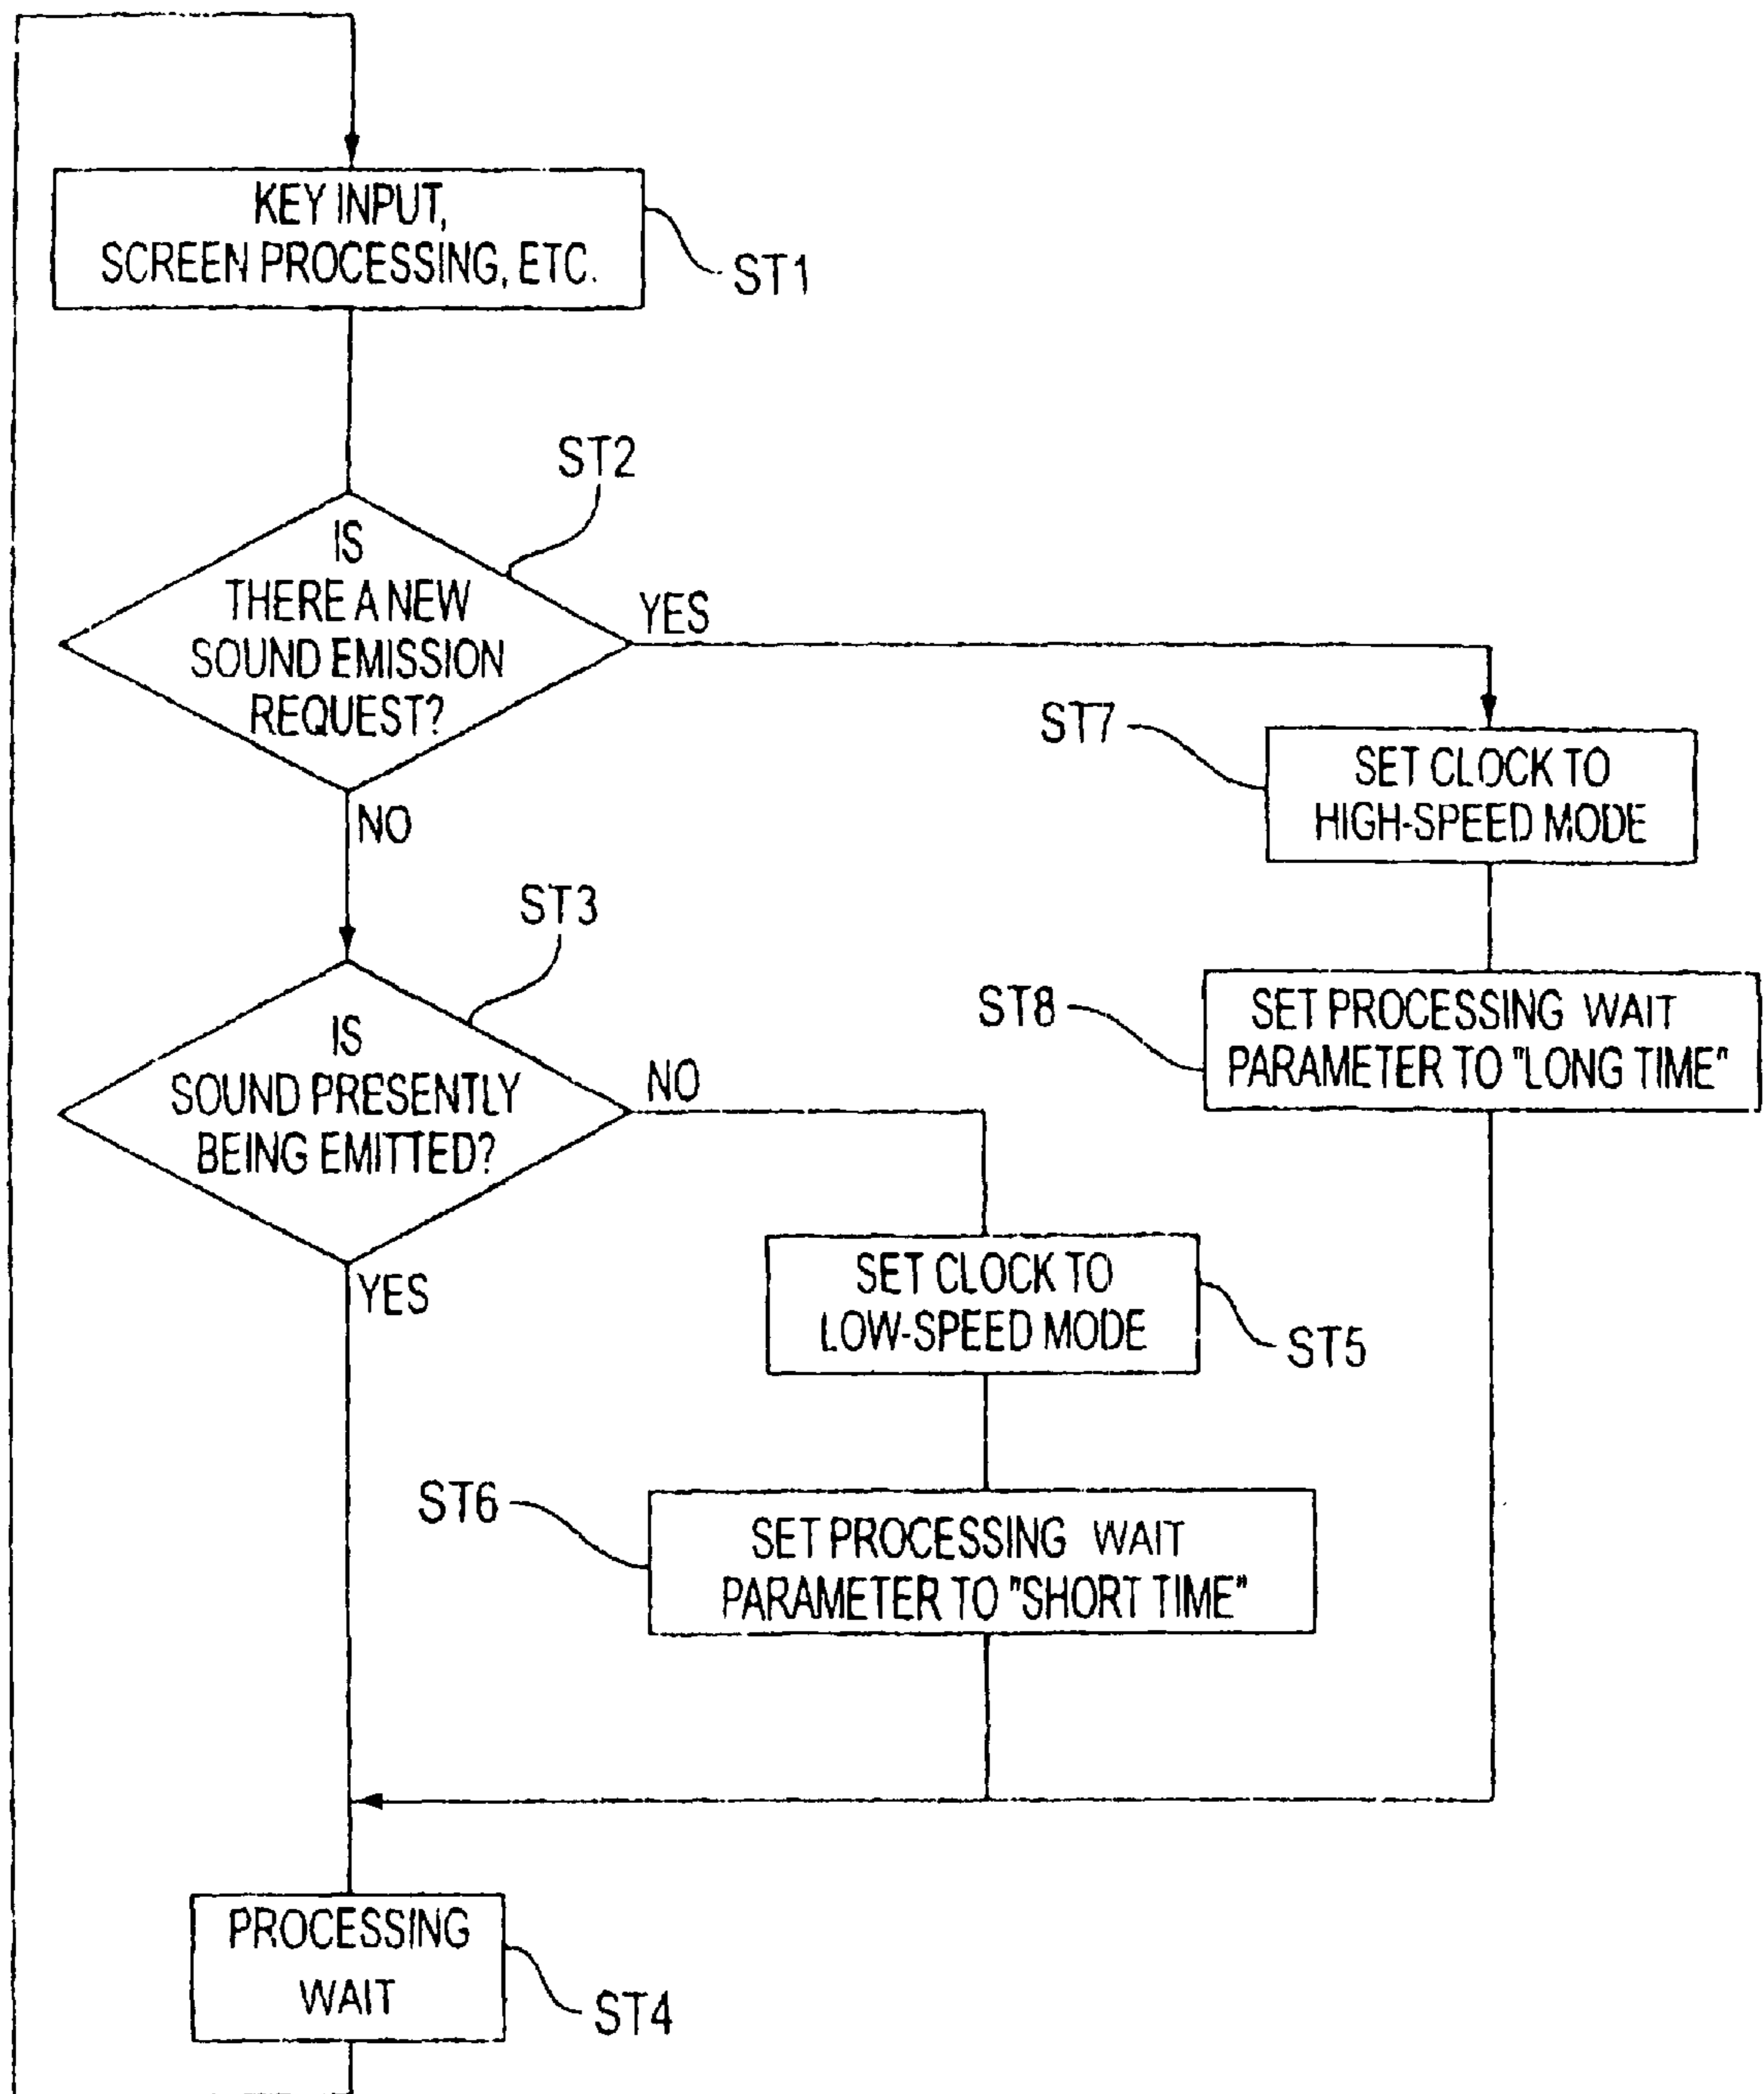 KEY INPUT,
SCREEN PROCESSING, ETC.
ST1
ST2
IS
THERE A NEW
SOUND EMISSION
REQUEST?
YES
NO
ST7
SET CLOCK TO
HIGH-SPEED MODE
ST8
SET PROCESSING WAIT
PARAMETER TO "LONG TIME"
ST3
IS
SOUND PRESENTLY
BEING EMITTED?
NO
YES
SET CLOCK TO
LOW-SPEED MODE
ST5
ST6
SET PROCESSING WAIT
PARAMETER TO "SHORT TIME"
PROCESSING
WAIT
ST4